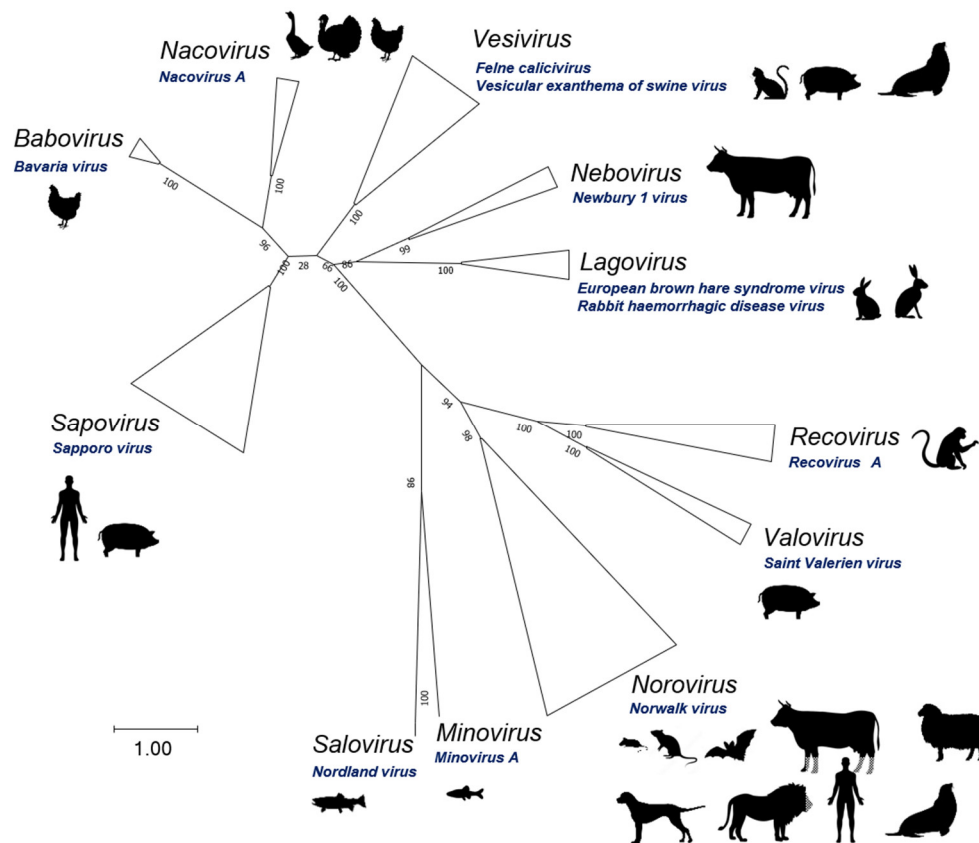 Nacovirus
Nacovirus A
Vesivirus
Felne calicivirus
Vesicular exanthema of swine virus
Babovirus
Bavaria virus
Nebovirus
Newbury 1 virus
Lagovirus
European brown hare syndrome virus
Rabbit haemorrhagic disease virus
Sapovirus
Sapporo virus
Recovirus
Recovirus A
Valovirus
Saint Valerien virus
Norovirus
Norwalk virus
Salovirus
Nordland virus
Minovirus
Minovirus A
1.00
100
100
100
96
99
100
28
66
86
100
100
94
98
100
100
100
86
100